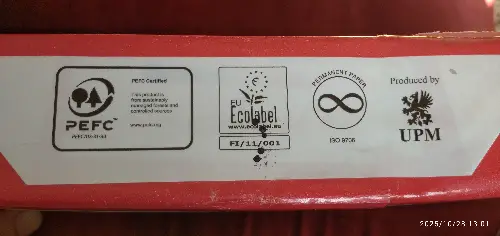 PEFC Certified
This product is
from sustainably
managed forests and
controlled sources
www.pefc.org
PEFC™
EU
Ecolabel
WWW.ECOLABEL.EU
FI/11/001
PERMANENT PAPER
ISO 9706
Produced by
UPM
2025/10/28 13:01